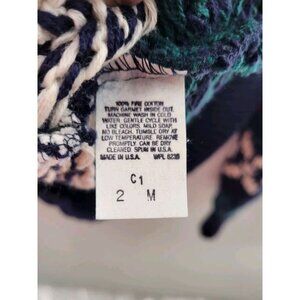 100% FINE COTTON
TURN GARMENT INSIDE OUT.
MACHINE WASH IN COLD
WATER, GENTLE CYCLE WITH
LIKE COLORS. MILD SOAP.
NO BLEACH. TUMBLE DRY AT
LOW TEMPERATURE. REMOVE
PROMPTLY. CAN BE DRY
CLEANED. SPUN IN U.S.A.
MADE IN U.S.A. WPL 6235
C1
2 M